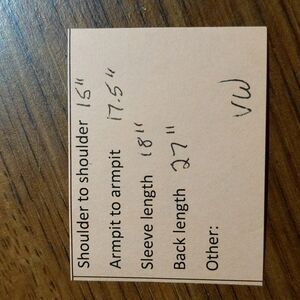 Shoulder to shoulder 15"
Armpit to armpit 17.5"
Sleeve length 18"
Back length 27"
Other:
VW